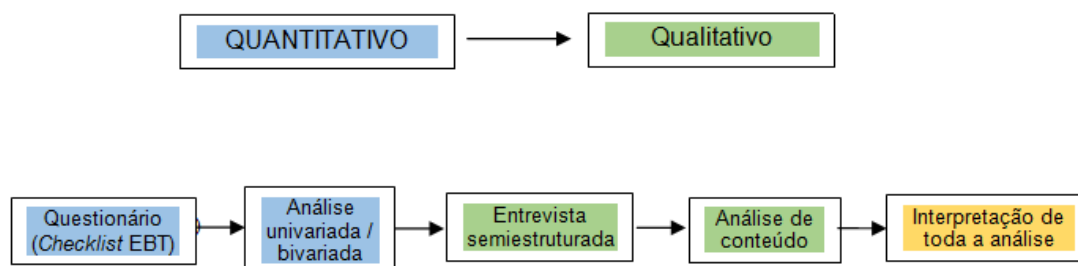 QUANTITATIVO
Qualitativo
Questionário
(Checklist EBT)
Análise
univariada /
bivariada
Entrevista
semiestruturada
Análise de
conteúdo
Interpretação de
toda a análise